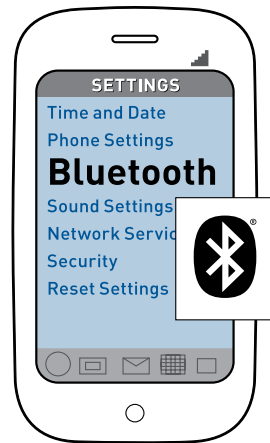 SETTINGS
Time and Date
Phone Settings
Bluetooth
Sound Settings
Network Servic
Security
Reset Settings
®